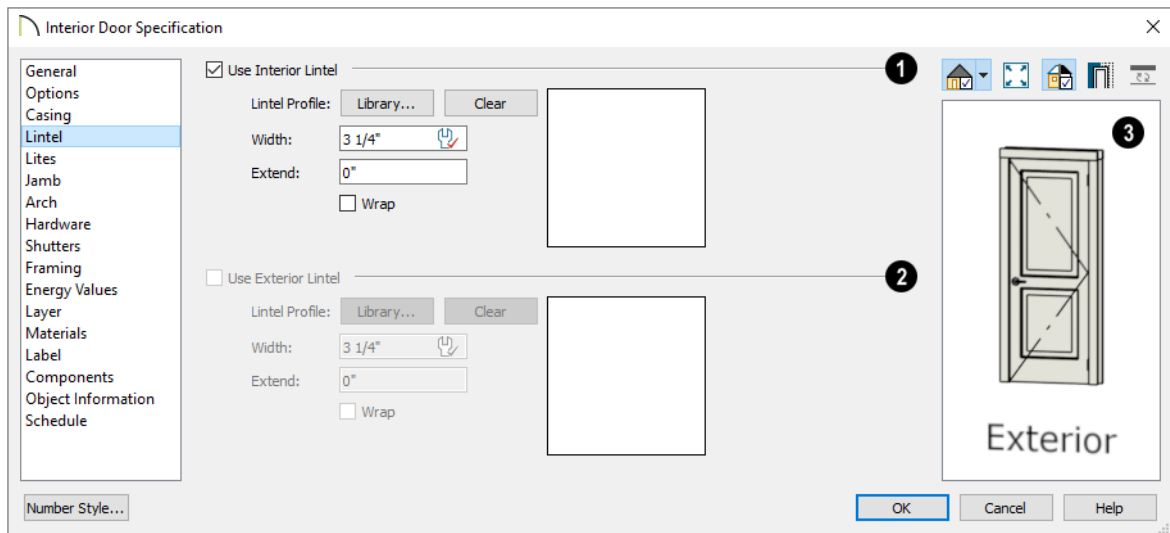 Interior Door Specification
General
Options
Casing
Lintel
Lites
Jamb
Arch
Hardware
Shutters
Framing
Energy Values
Layer
Materials
Label
Components
Object Information
Schedule
Use Interior Lintel
1
Lintel Profile: Library... Clear
Width: 3 1/4"
Extend: 0"
Wrap
Use Exterior Lintel
2
Lintel Profile: Library... Clear
Width: 3 1/4"
Extend: 0"
Wrap
3
Exterior
Number Style... OK Cancel Help